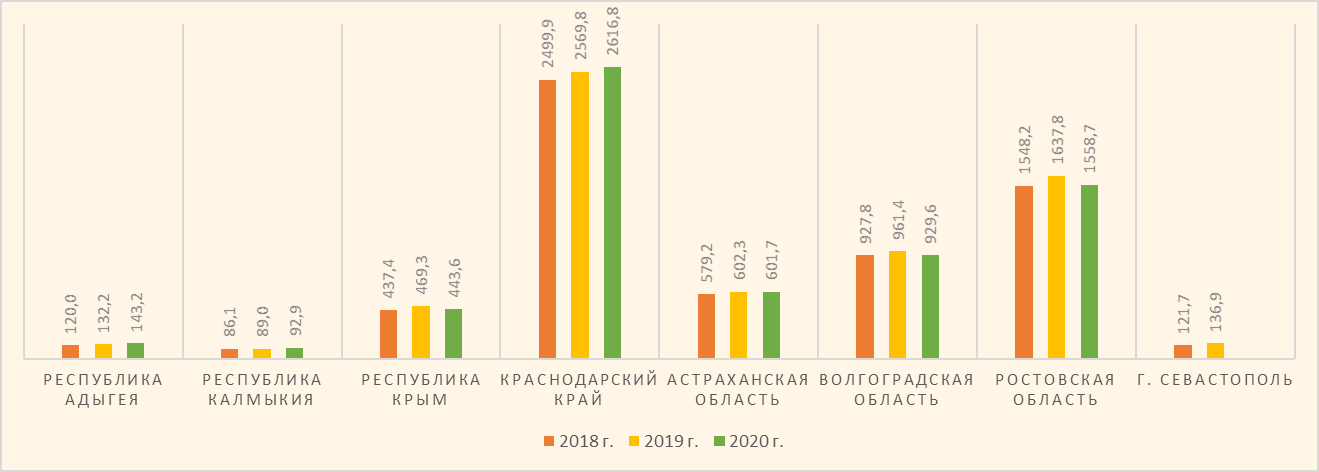 120,0 132,2 143,2
86,1 89,0 92,9
437,4 469,3 443,6
2499,9 2569,8 2616,8
579,2 602,3 601,7
927,8 961,4 929,6
1548,2 1637,8 1558,7
121,7 136,9
РЕСПУБЛИКА
АДЫГЕЯ
РЕСПУБЛИКА
КАЛМЫКИЯ
РЕСПУБЛИКА
КРЫМ
КРАСНОДАРСКИЙ
КРАЙ
АСТРАХАНСКАЯ
ОБЛАСТЬ
ВОЛГОГРАДСКАЯ
ОБЛАСТЬ
РОСТОВСКАЯ
ОБЛАСТЬ
Г. СЕВАСТОПОЛЬ
2018 г. 2019 г. 2020 г.